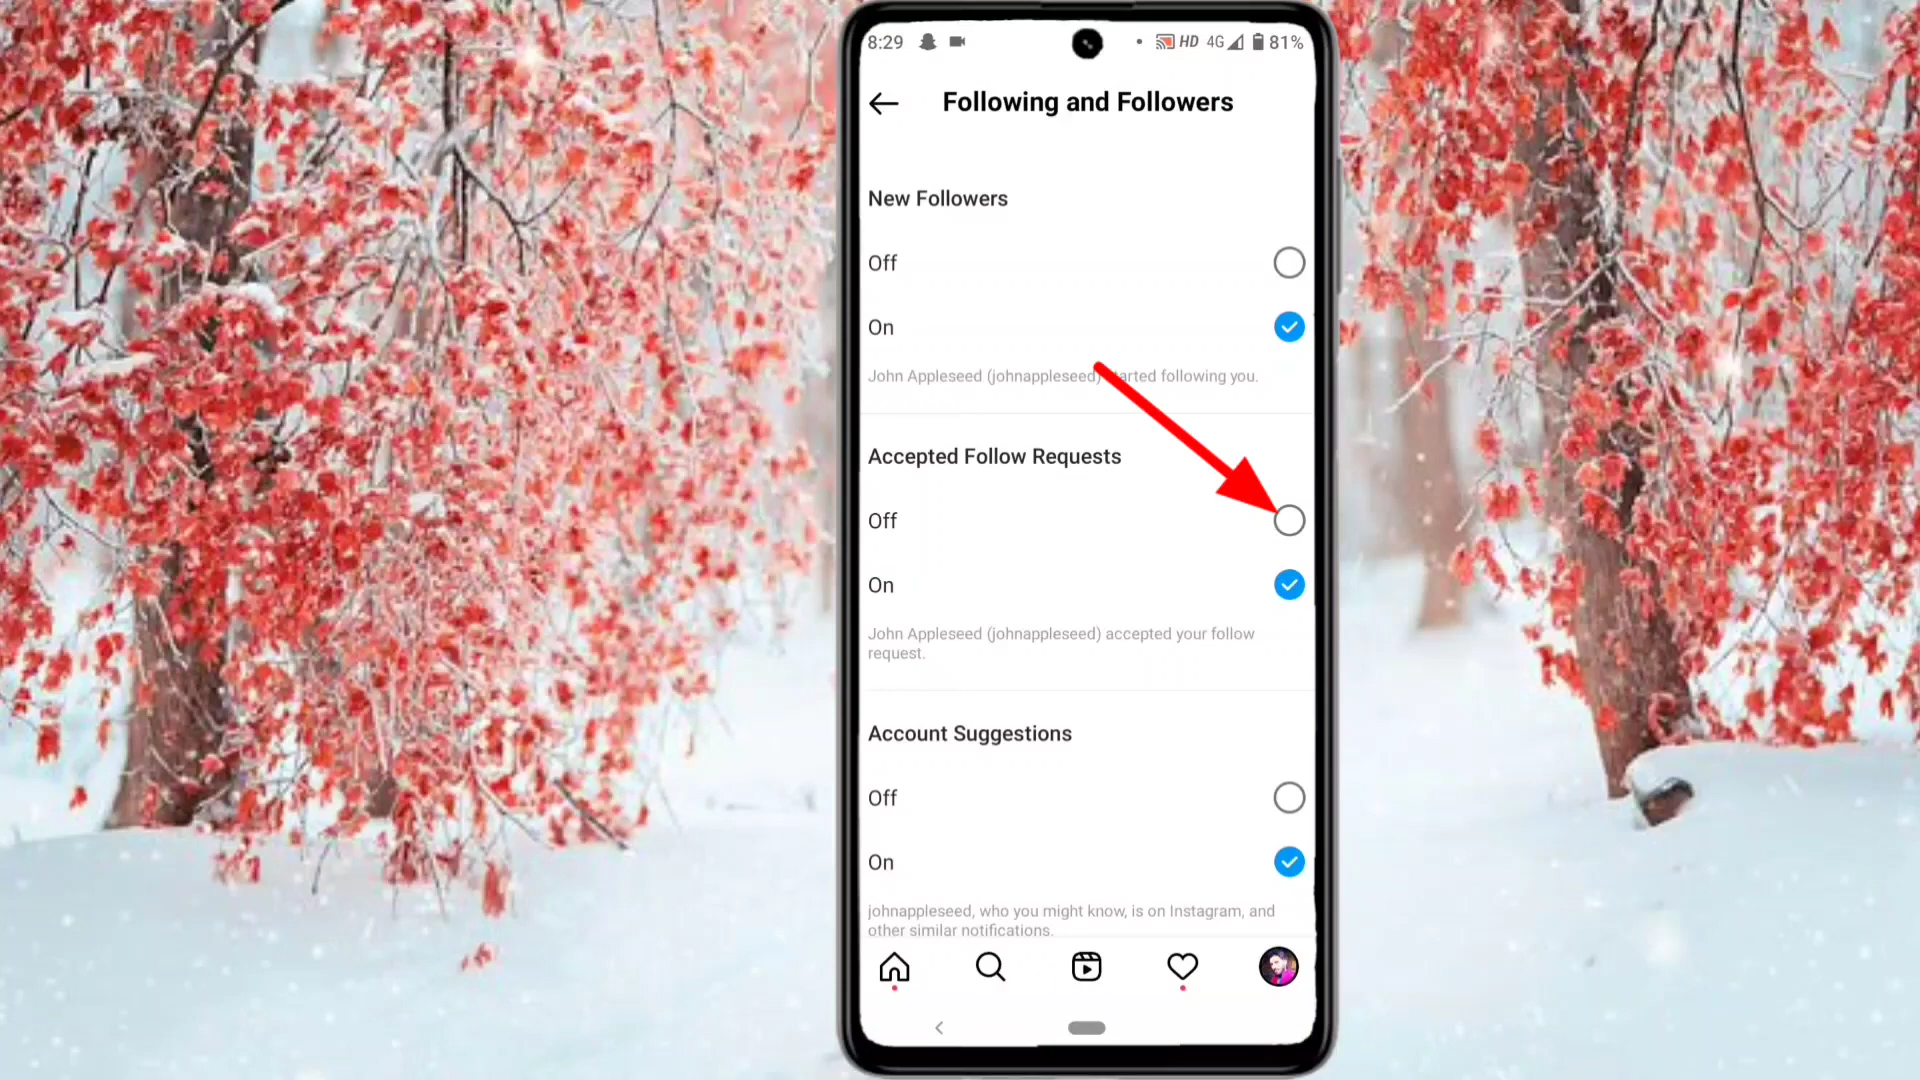 8:29 HD 4G 81%
Following and Followers
New Followers
Off
On
John Appleseed (johnappleseed) started following you.
Accepted Follow Requests
Off
On
John Appleseed (johnappleseed) accepted your follow
request.
Account Suggestions
Off
On
johnappleseed, who you might know, is on Instagram, and
other similar notifications.